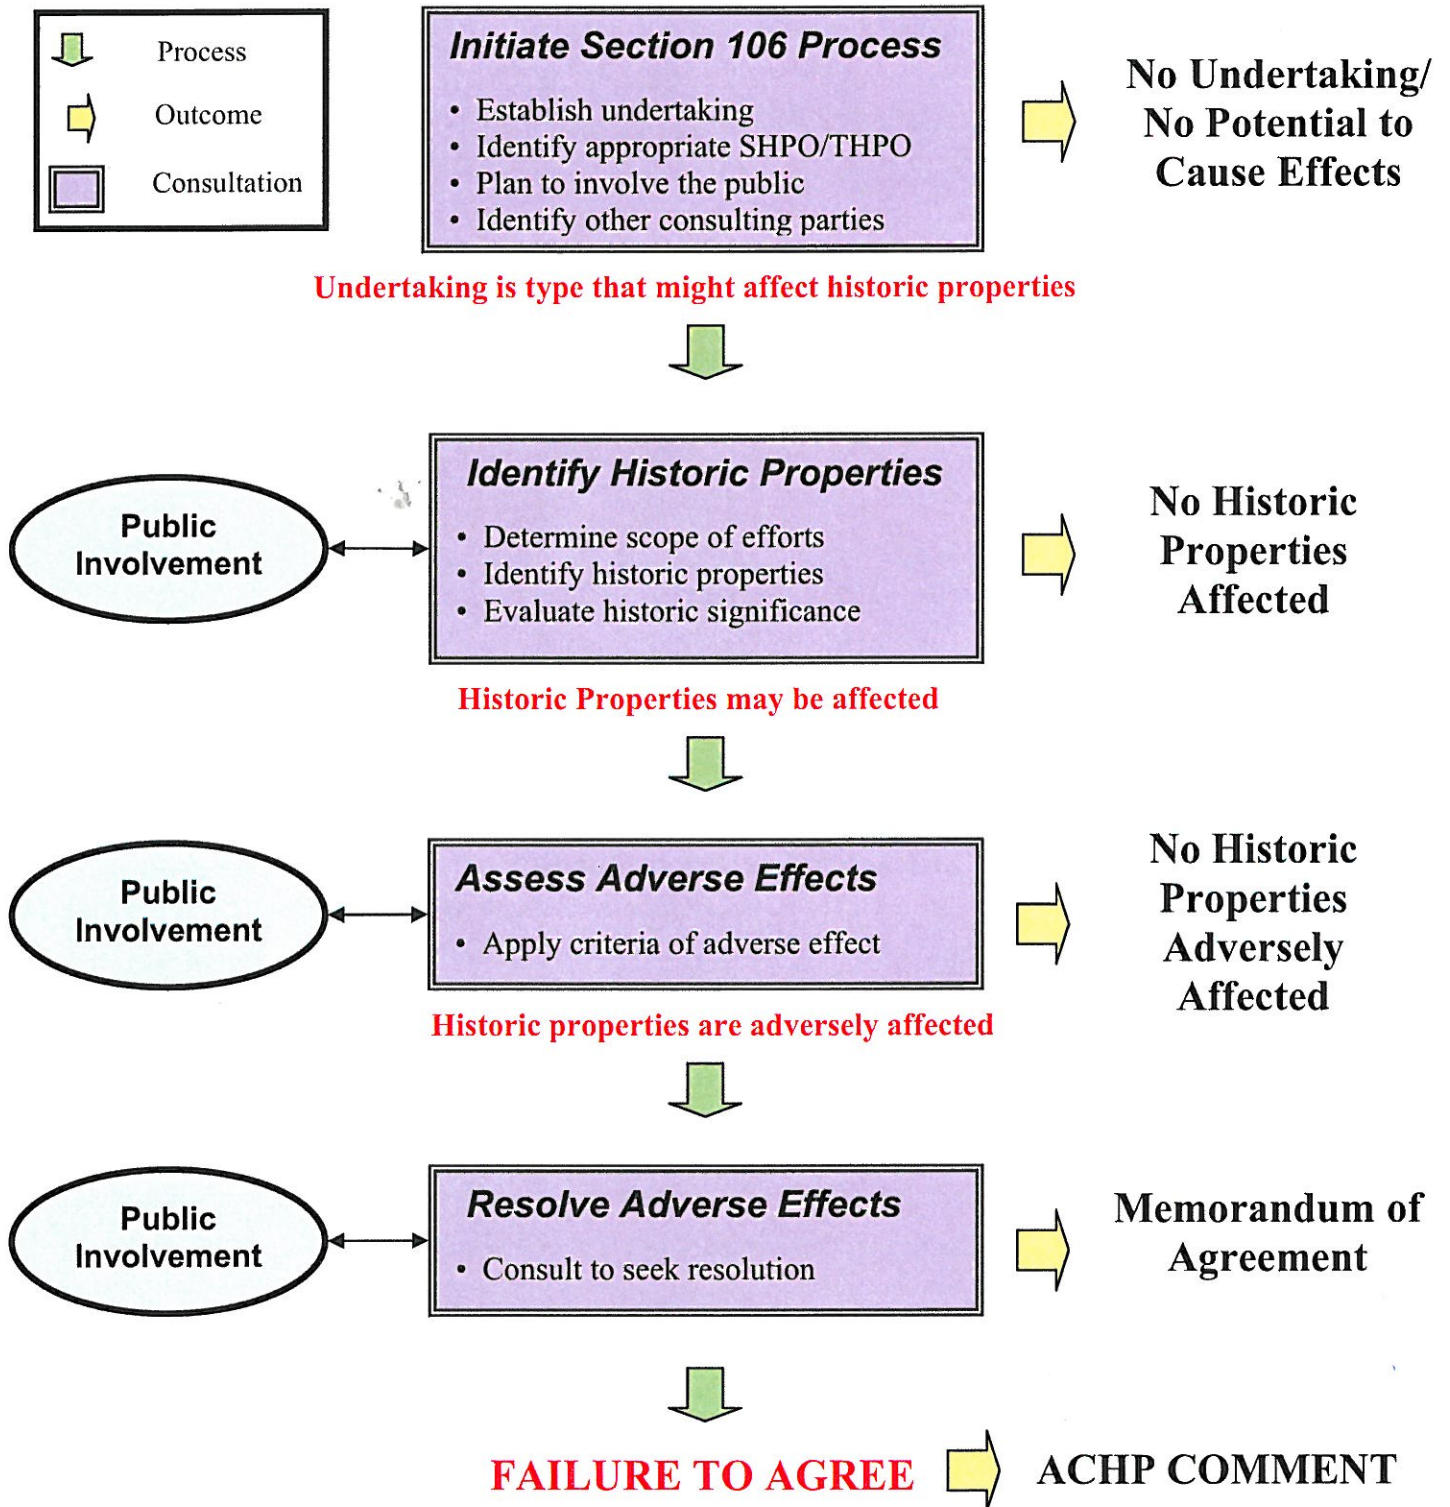 Process
Outcome
Consultation
Initiate Section 106 Process
• Establish undertaking
• Identify appropriate SHPO/THPO
• Plan to involve the public
• Identify other consulting parties
No Undertaking/
No Potential to
Cause Effects
Undertaking is type that might affect historic properties
Public
Involvement
Identify Historic Properties
• Determine scope of efforts
• Identify historic properties
• Evaluate historic significance
No Historic
Properties
Affected
Historic Properties may be affected
Public
Involvement
Assess Adverse Effects
• Apply criteria of adverse effect
No Historic
Properties
Adversely
Affected
Historic properties are adversely affected
Public
Involvement
Resolve Adverse Effects
• Consult to seek resolution
Memorandum of
Agreement
FAILURE TO AGREE
ACHP COMMENT